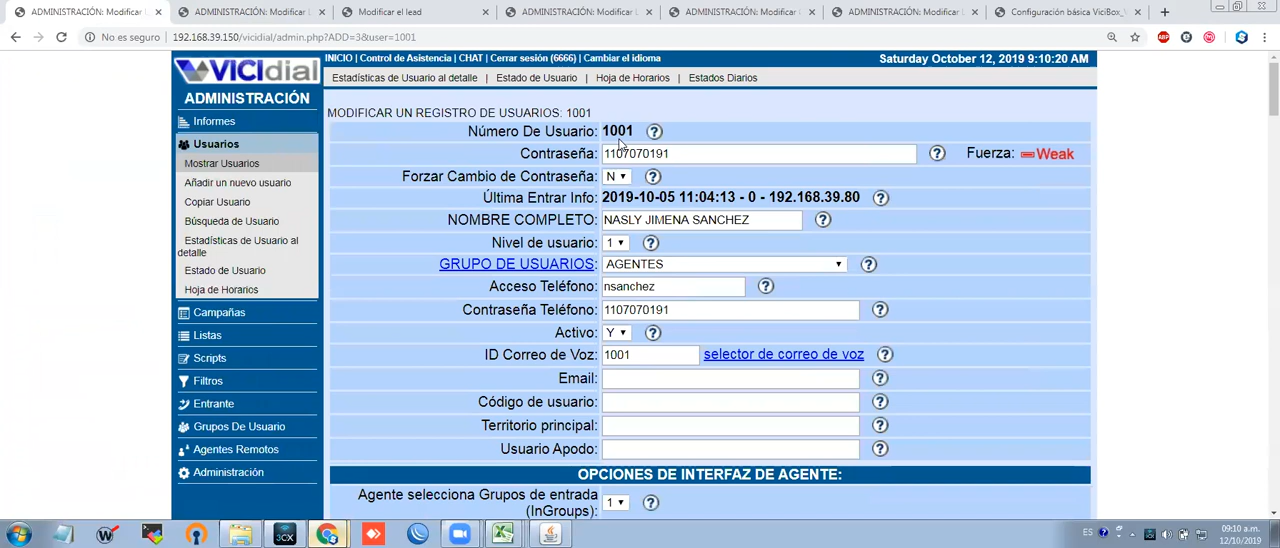 ADMINISTRACIÓN: Modificar L
ADMINISTRACIÓN: Modificar L
Modificar el lead
ADMINISTRACIÓN: Modificar L
ADMINISTRACIÓN: Modificar L
ADMINISTRACIÓN: Modificar L
Configuración básica ViciBox_V
No es seguro | 192.168.39.150/vicidial/admin.php?ADD=3&user=1001
VICIdial
ADMINISTRACIÓN
INICIO | Control de Asistencia | CHAT | Cerrar sesión (6666) | Cambiar el idioma
Saturday October 12, 2019 9:10:20 AM
Estadísticas de Usuario al detalle | Estado de Usuario | Hoja de Horarios | Estados Diarios
Informes
Usuarios
Mostrar Usuarios
Añadir un nuevo usuario
Copiar Usuario
Búsqueda de Usuario
Estadísticas de Usuario al
detalle
Estado de Usuario
Hoja de Horarios
Campañas
Listas
Scripts
Filtros
Entrante
Grupos De Usuario
Agentes Remotos
Administración
MODIFICAR UN REGISTRO DE USUARIOS: 1001
Número De Usuario: 1001
Contraseña: 1107070191 Fuerza: Weak
Forzar Cambio de Contraseña: N
Última Entrar Info: 2019-10-05 11:04:13 - 0 - 192.168.39.80
NOMBRE COMPLETO: NASLY JIMENA SANCHEZ
Nivel de usuario: 1
GRUPO DE USUARIOS: AGENTES
Acceso Teléfono: nsanchez
Contraseña Teléfono: 1107070191
Activo: Y
ID Correo de Voz: 1001 selector de correo de voz
Email:
Código de usuario:
Territorio principal:
Usuario Apodo:
OPCIONES DE INTERFAZ DE AGENTE:
Agente selecciona Grupos de entrada
(InGroups): 1
3CX
ES
09:10 a.m.
12/10/2019